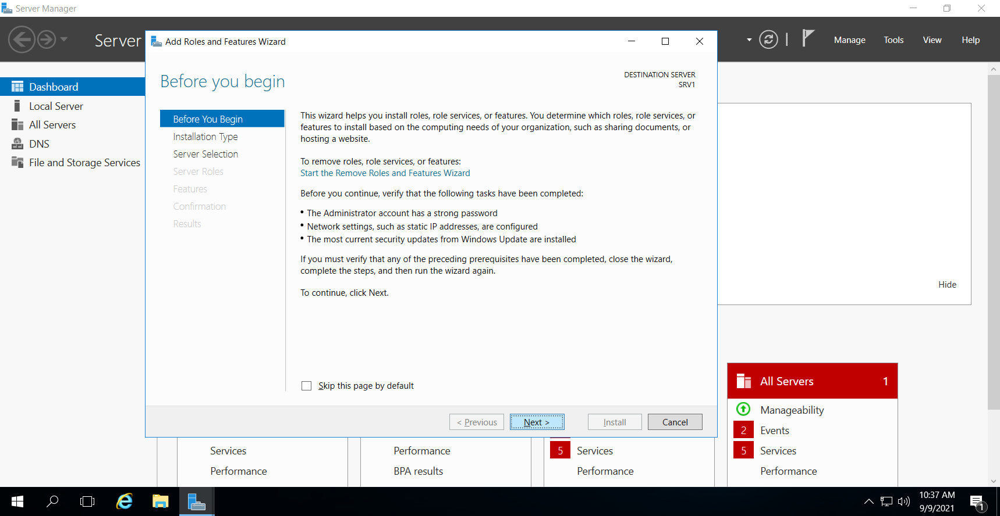 Server Manager
Server
Manage
Tools
View
Help
Dashboard
Local Server
All Servers
DNS
File and Storage Services
Add Roles and Features Wizard
Before you begin
DESTINATION SERVER
SRV1
Before You Begin
Installation Type
Server Selection
Server Roles
Features
Confirmation
Results
This wizard helps you install roles, role services, or features. You determine which roles, role services, or
features to install based on the computing needs of your organization, such as sharing documents, or
hosting a website.
To remove roles, role services, or features:
Start the Remove Roles and Features Wizard
Before you continue, verify that the following tasks have been completed:
• The Administrator account has a strong password
• Network settings, such as static IP addresses, are configured
• The most current security updates from Windows Update are installed
If you must verify that any of the preceding prerequisites have been completed, close the wizard,
complete the steps, and then run the wizard again.
To continue, click Next.
Skip this page by default
< Previous
Next >
Install
Cancel
Hide
Services
Performance
Performance
BPA results
5 Services
Performance
All Servers 1
Manageability
2 Events
5 Services
Performance
10:37 AM
9/9/2021
1